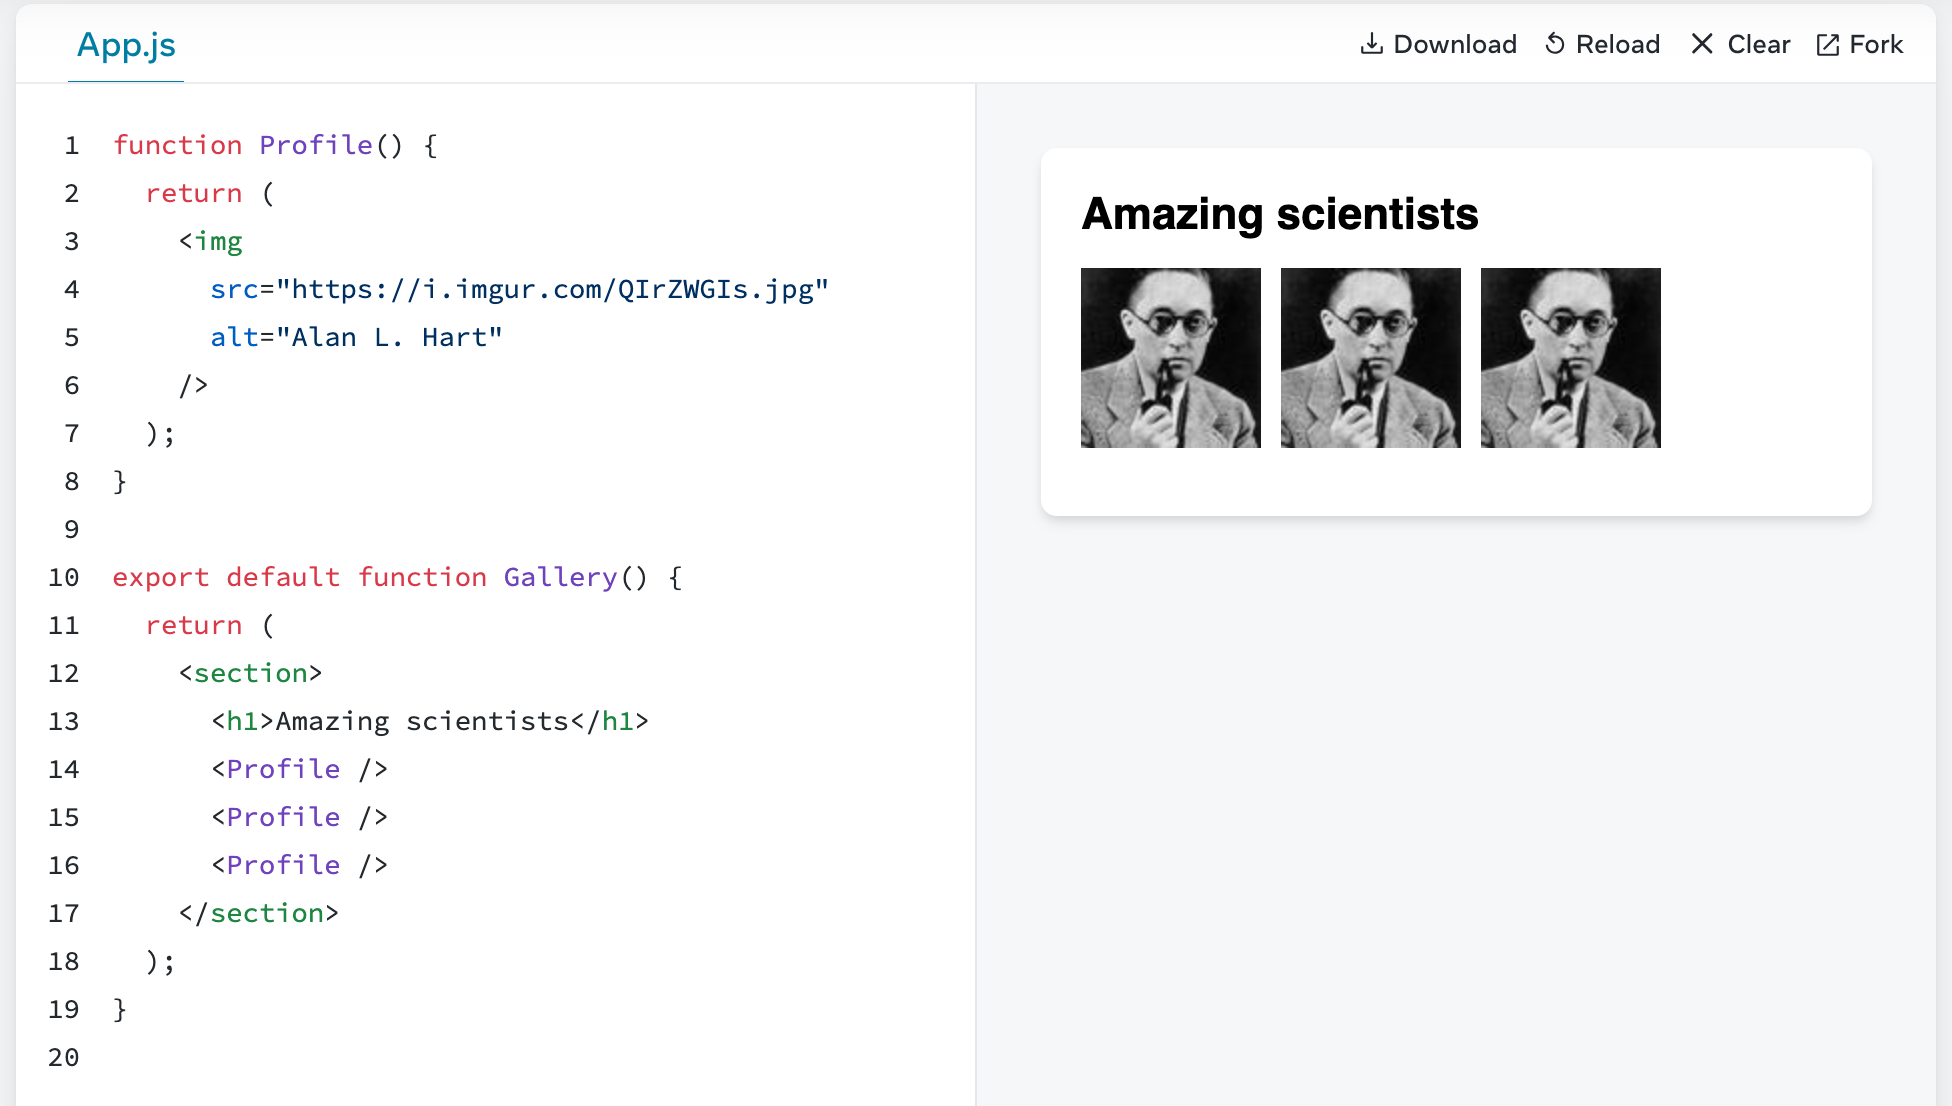 App.js
Download Reload Clear Fork
1 function Profile() {
2   return (
3     <img
4       src="https://i.imgur.com/QIrZWGIs.jpg"
5       alt="Alan L. Hart"
6     />
7   );
8 }
9
10 export default function Gallery() {
11   return (
12     <section>
13       <h1>Amazing scientists</h1>
14       <Profile />
15       <Profile />
16       <Profile />
17     </section>
18   );
19 }
20
Amazing scientists